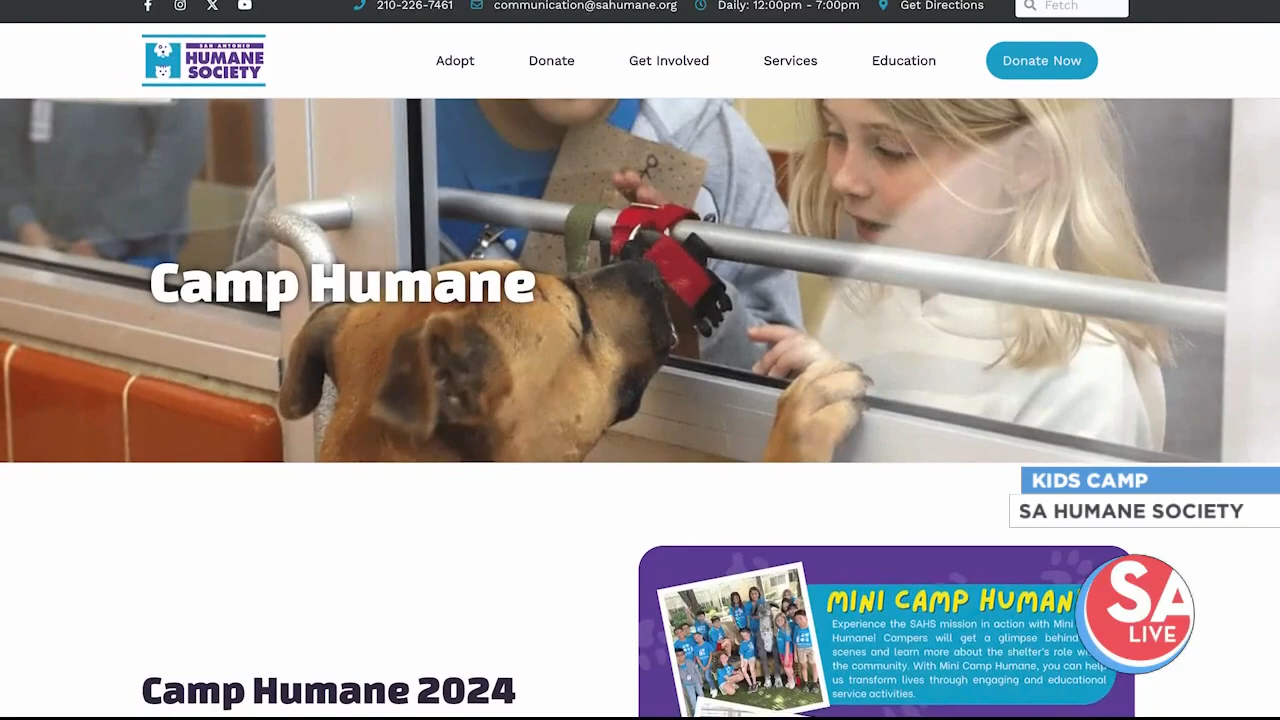 210-226-7461
communication@sahumane.org
Daily: 12:00pm - 7:00pm
Get Directions
Fetch
SAN ANTONIO
HUMANE
SOCIETY
Adopt
Donate
Get Involved
Services
Education
Donate Now
Camp Humane
KIDS CAMP
SA HUMANE SOCIETY
MINI CAMP HUMAN
Experience the SAHS mission in action with Mini
Humane! Campers will get a glimpse behind
scenes and learn more about the shelter's role
the community. With Mini Camp Humane, you can help
us transform lives through engaging and educational
service activities.
SA
LIVE
Camp Humane 2024